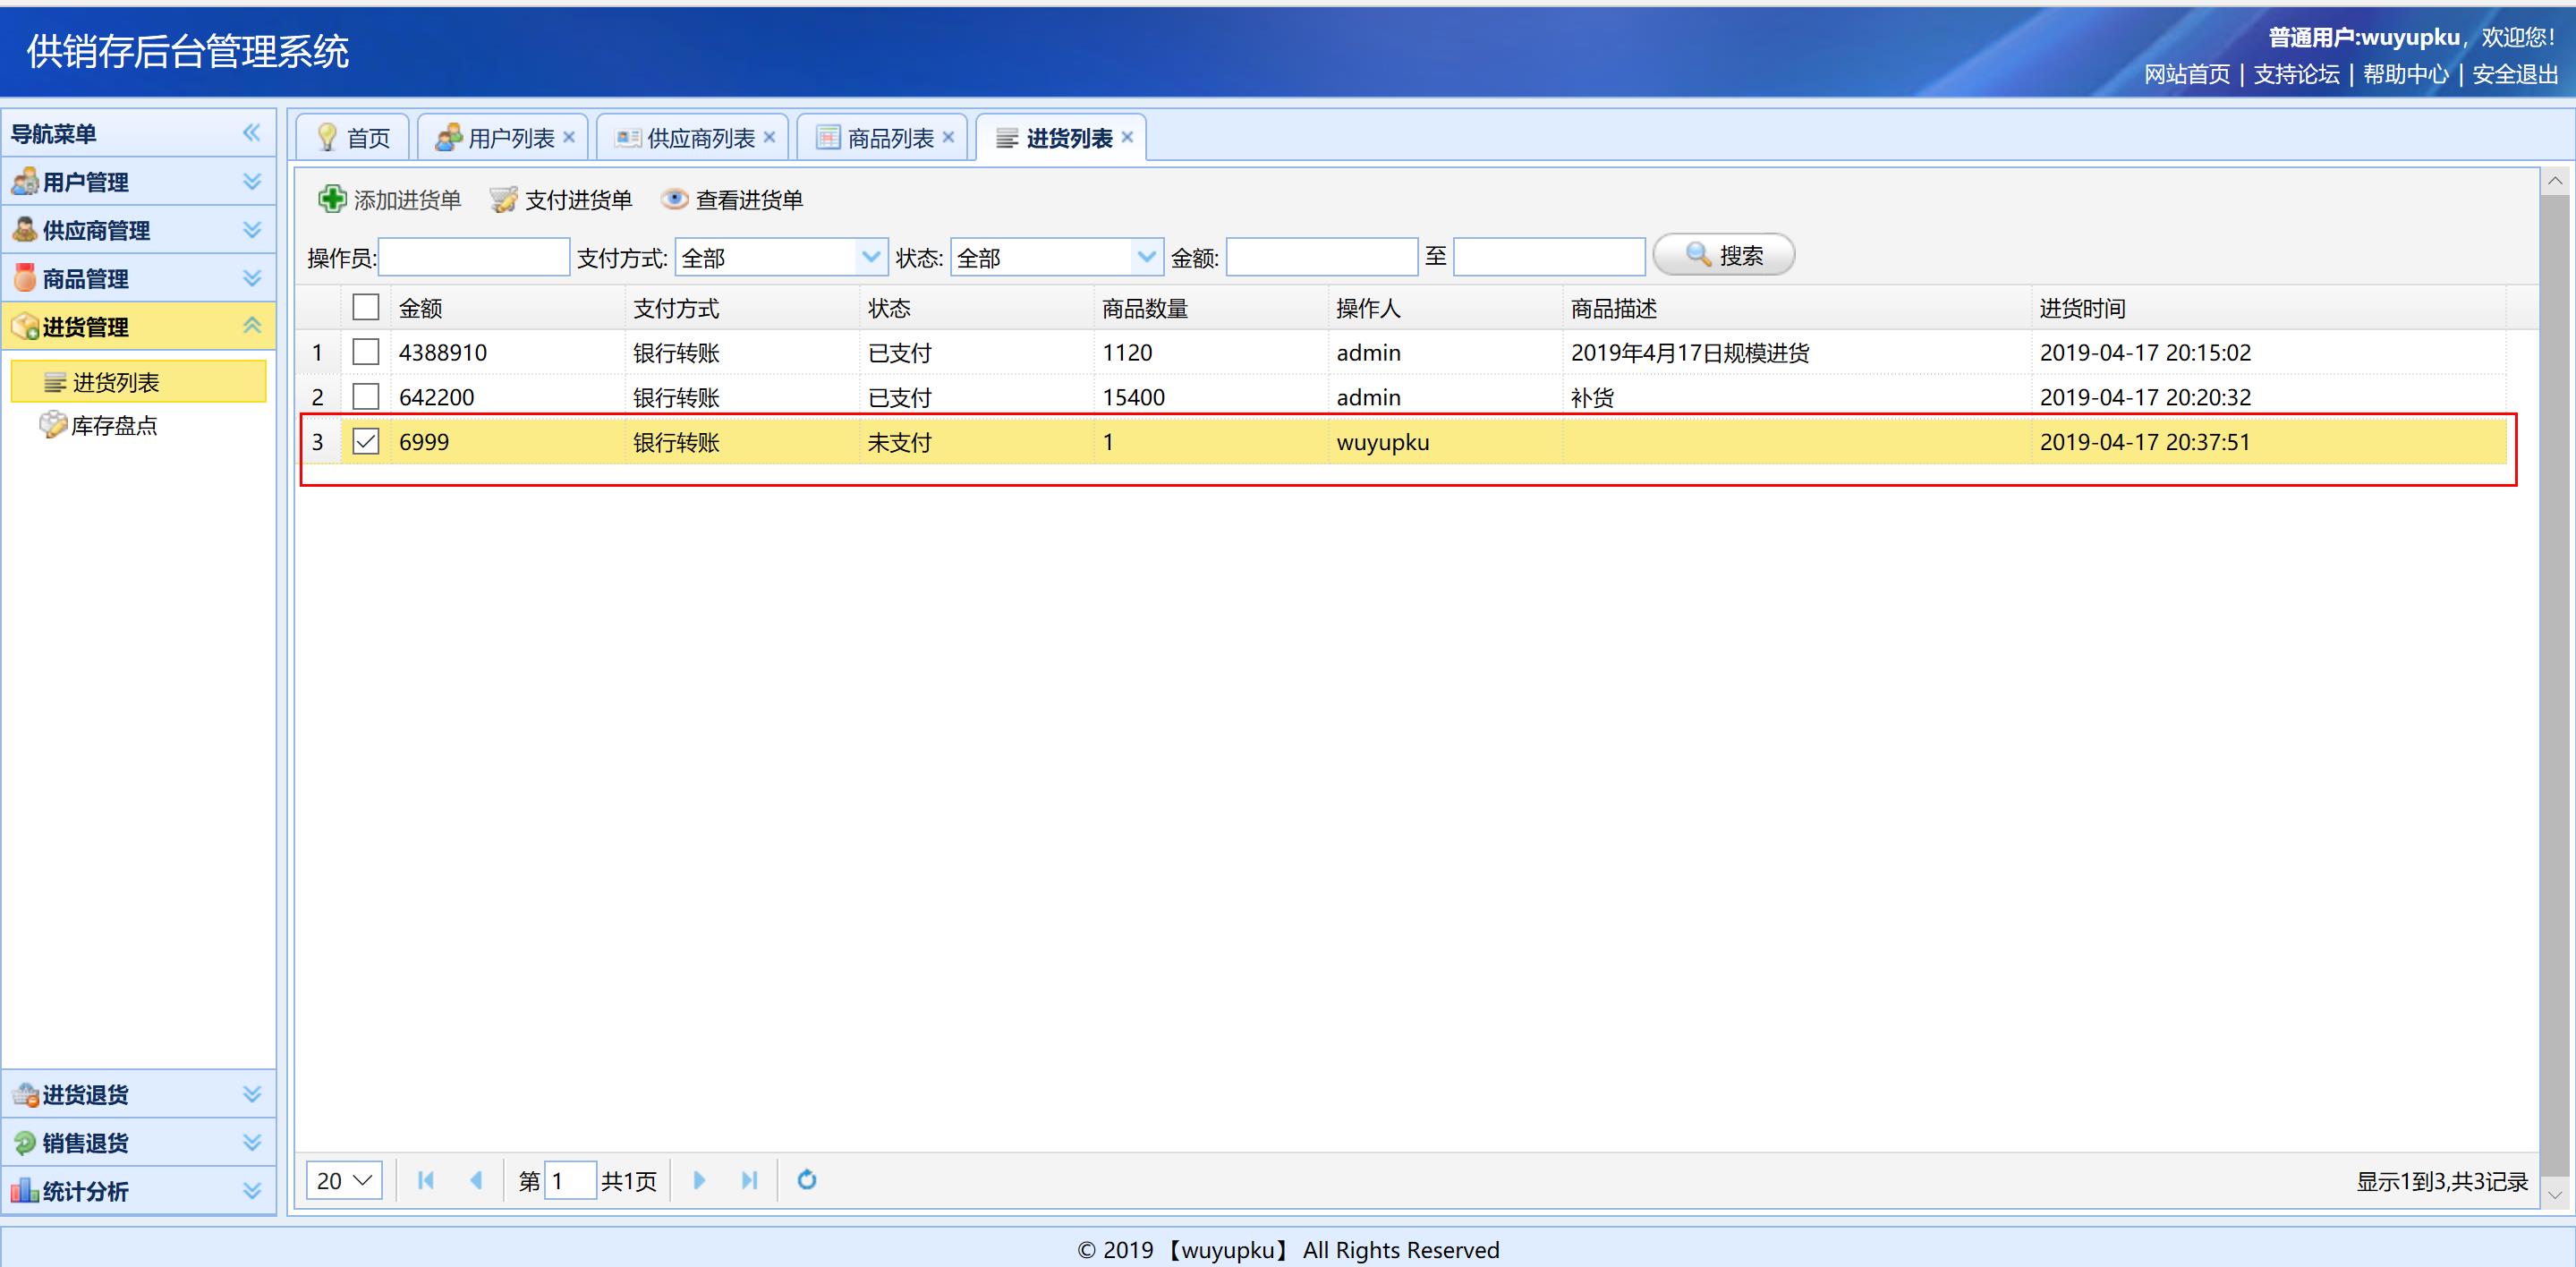 供销存后台管理系统
普通用户:wuyupku，欢迎您！
网站首页 | 支持论坛 | 帮助中心 | 安全退出
导航菜单
用户管理
供应商管理
商品管理
进货管理
进货列表
库存盘点
进货退货
销售退货
统计分析
首页 用户列表 供应商列表 商品列表 进货列表
添加进货单 支付进货单 查看进货单
操作员: 支付方式: 全部 状态: 全部 金额: 至 搜索
金额 支付方式 状态 商品数量 操作人 商品描述 进货时间
1 4388910 银行转账 已支付 1120 admin 2019年4月17日规模进货 2019-04-17 20:15:02
2 642200 银行转账 已支付 15400 admin 补货 2019-04-17 20:20:32
3 6999 银行转账 未支付 1 wuyupku 2019-04-17 20:37:51
20 第 1 共1页 显示1到3,共3记录
© 2019 【wuyupku】 All Rights Reserved